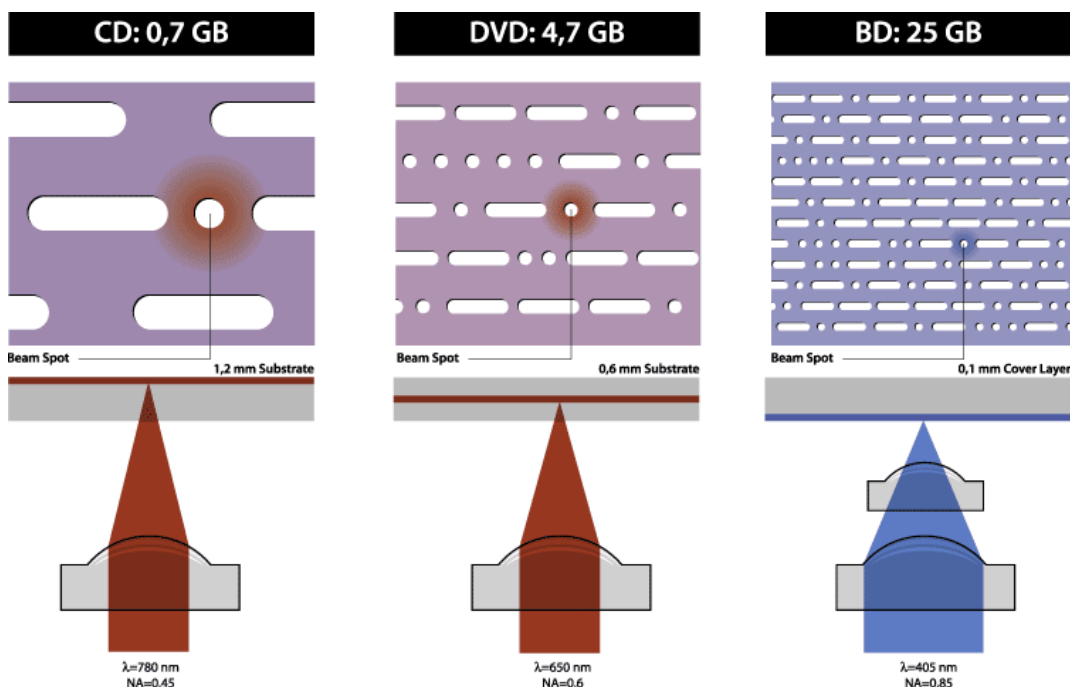 CD: 0,7 GB
DVD: 4,7 GB
BD: 25 GB
Beam Spot
1,2 mm Substrate
Beam Spot
0,6 mm Substrate
Beam Spot
0,1 mm Cover Layer
λ=780 nm
NA=0.45
λ=650 nm
NA=0.6
λ=405 nm
NA=0.85